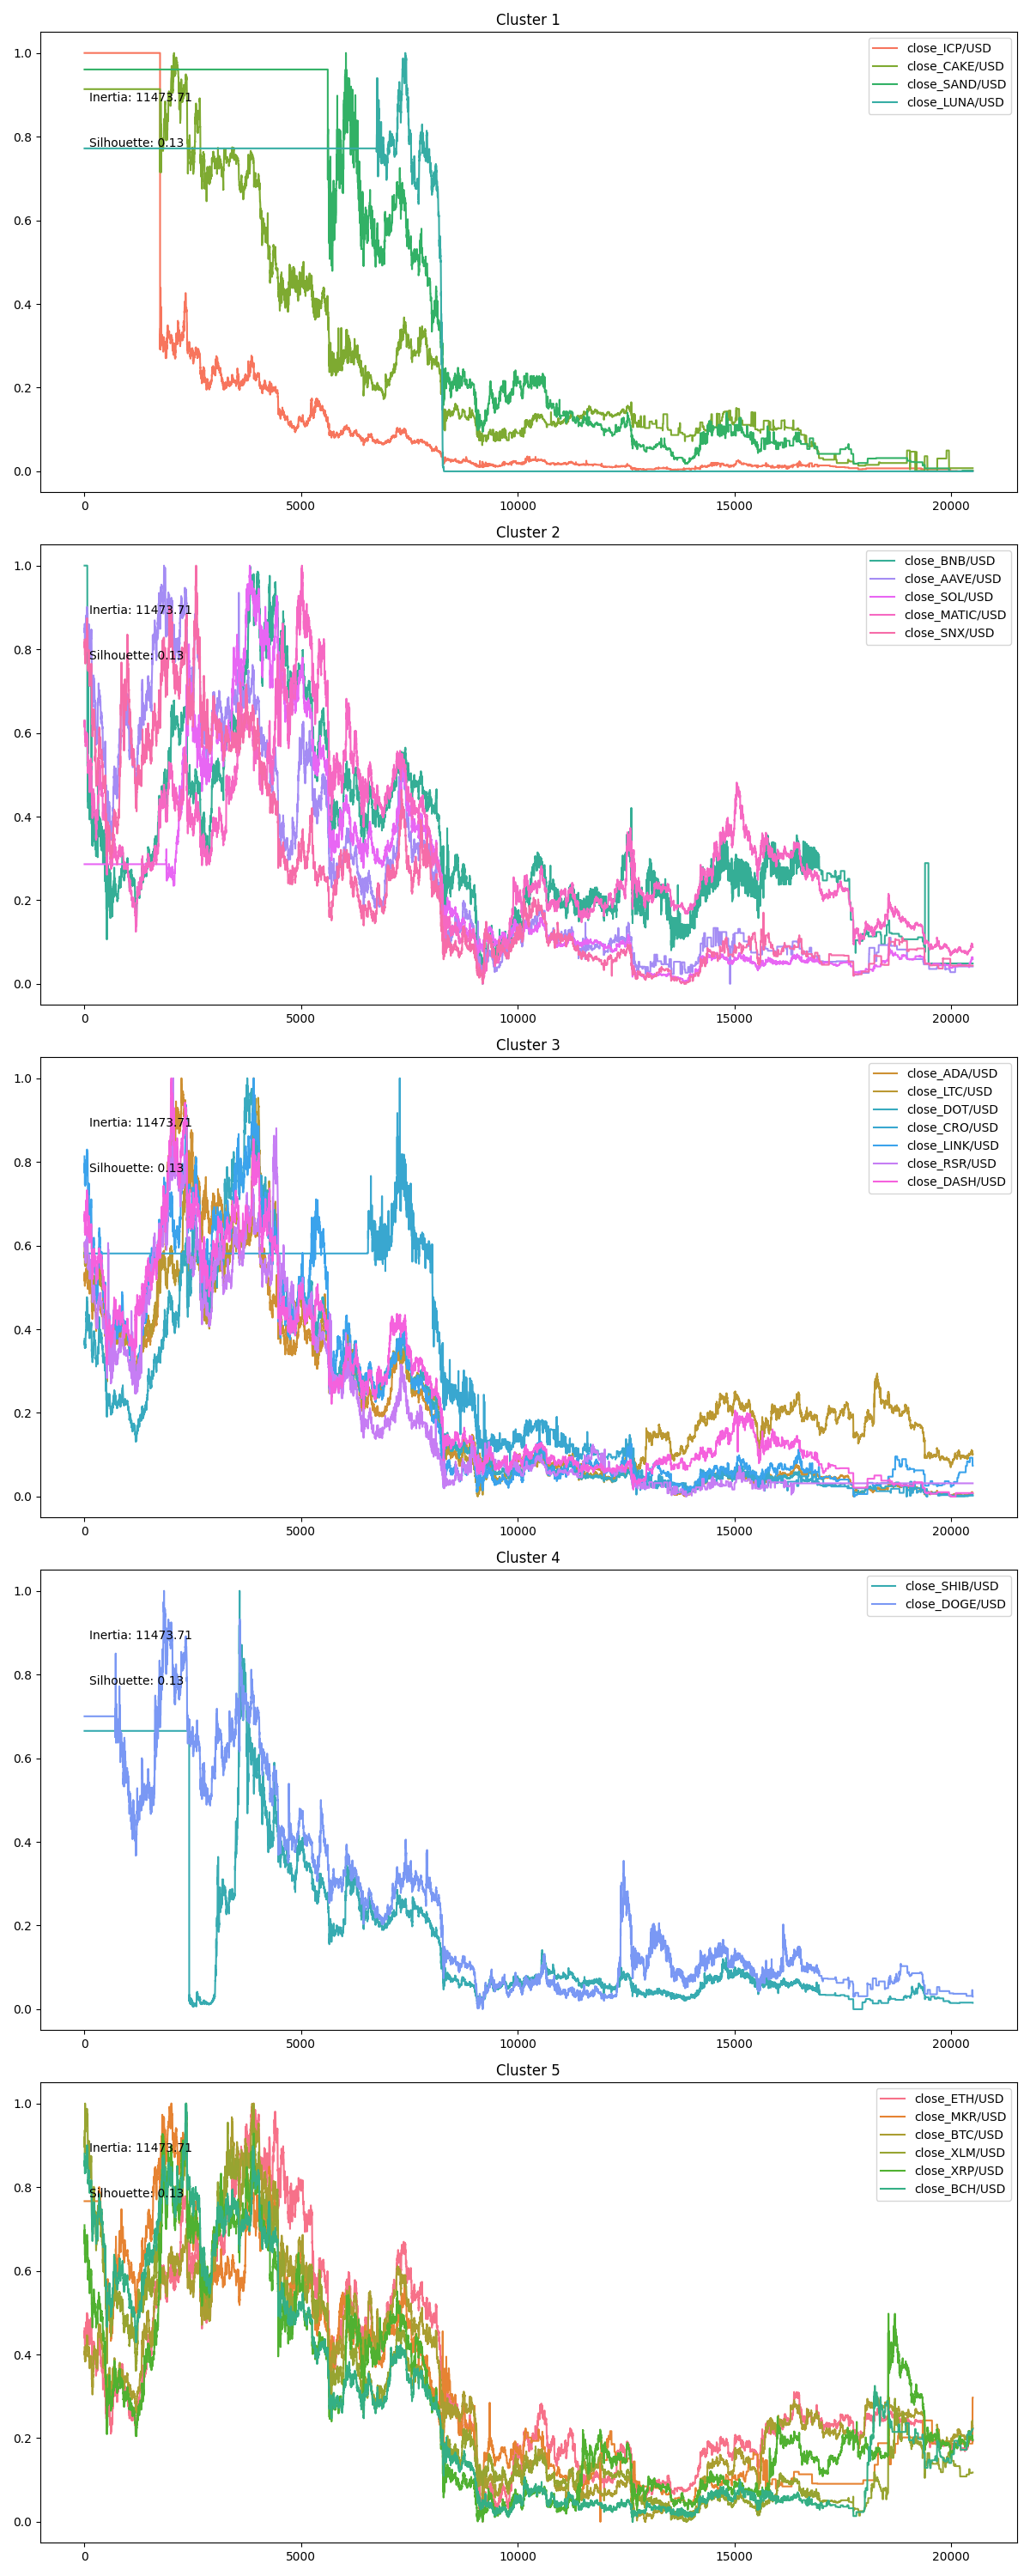 Cluster 1
close_ICP/USD
close_CAKE/USD
close_SAND/USD
close_LUNA/USD
Inertia: 11473.71
Silhouette: 0.13
1.0
0.8
0.6
0.4
0.2
0.0
0 5000 10000 15000 20000
Cluster 2
close_BNB/USD
close_AAVE/USD
close_SOL/USD
close_MATIC/USD
close_SNX/USD
Inertia: 11473.71
Silhouette: 0.13
1.0
0.8
0.6
0.4
0.2
0.0
0 5000 10000 15000 20000
Cluster 3
close_ADA/USD
close_LTC/USD
close_DOT/USD
close_CRO/USD
close_LINK/USD
close_RSR/USD
close_DASH/USD
Inertia: 11473.71
Silhouette: 0.13
1.0
0.8
0.6
0.4
0.2
0.0
0 5000 10000 15000 20000
Cluster 4
close_SHIB/USD
close_DOGE/USD
Inertia: 11473.71
Silhouette: 0.13
1.0
0.8
0.6
0.4
0.2
0.0
0 5000 10000 15000 20000
Cluster 5
close_ETH/USD
close_MKR/USD
close_BTC/USD
close_XLM/USD
close_XRP/USD
close_BCH/USD
Inertia: 11473.71
Silhouette: 0.13
1.0
0.8
0.6
0.4
0.2
0.0
0 5000 10000 15000 20000